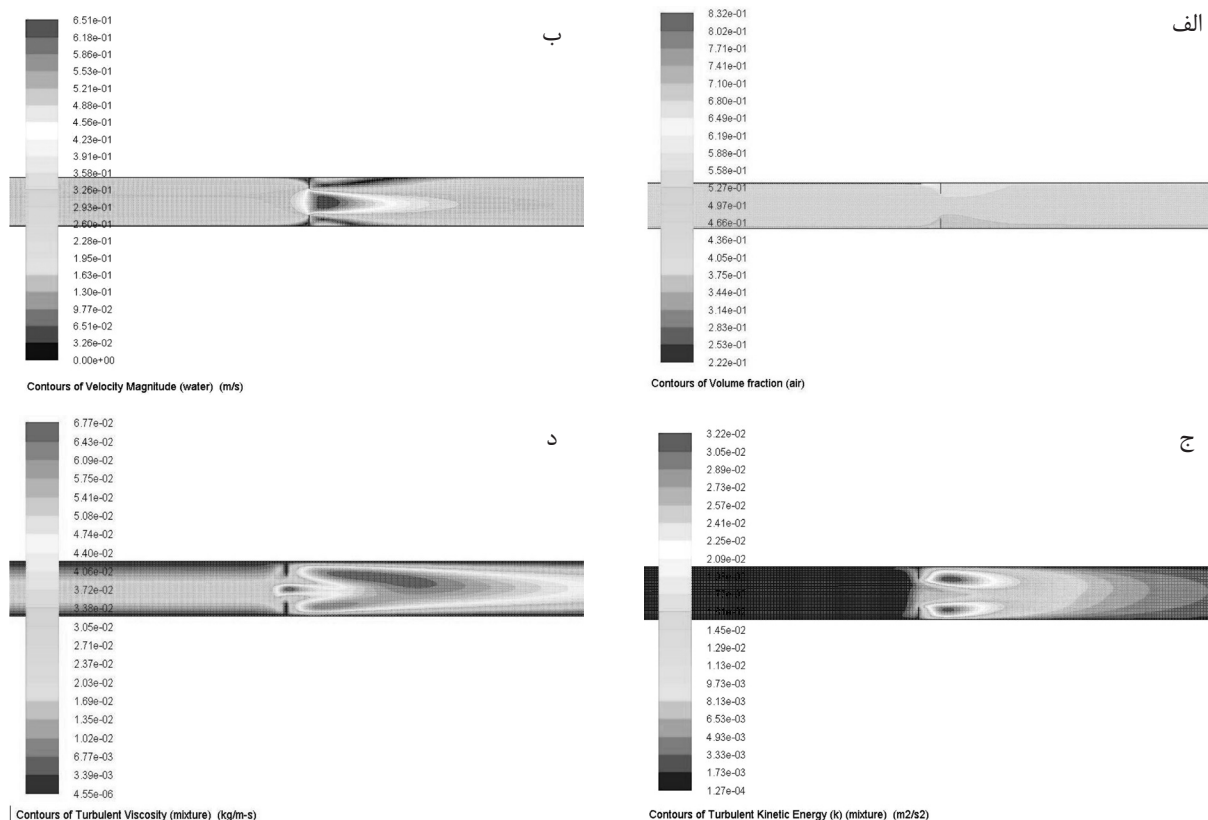 الف
8.32e-01
8.02e-01
7.71e-01
7.41e-01
7.10e-01
6.80e-01
6.49e-01
6.19e-01
5.88e-01
5.58e-01
5.27e-01
4.97e-01
4.66e-01
4.36e-01
4.05e-01
3.75e-01
3.44e-01
3.14e-01
2.83e-01
2.53e-01
2.22e-01
Contours of Volume fraction (air)
ب
6.51e-01
6.18e-01
5.86e-01
5.53e-01
5.21e-01
4.88e-01
4.56e-01
4.23e-01
3.91e-01
3.58e-01
3.26e-01
2.93e-01
2.60e-01
2.28e-01
1.95e-01
1.63e-01
1.30e-01
9.77e-02
6.51e-02
3.26e-02
0.00e+00
Contours of Velocity Magnitude (water) (m/s)
ج
3.22e-02
3.05e-02
2.89e-02
2.73e-02
2.57e-02
2.41e-02
2.25e-02
2.09e-02
1.45e-02
1.29e-02
1.13e-02
9.73e-03
8.13e-03
6.53e-03
4.93e-03
3.33e-03
1.73e-03
1.27e-04
Contours of Turbulent Kinetic Energy (k) (mixture) (m2/s2)
د
6.77e-02
6.43e-02
6.09e-02
5.75e-02
5.41e-02
5.08e-02
4.74e-02
4.40e-02
4.06e-02
3.72e-02
3.38e-02
3.05e-02
2.71e-02
2.37e-02
2.03e-02
1.69e-02
1.35e-02
1.02e-02
6.77e-03
3.39e-03
4.55e-06
Contours of Turbulent Viscosity (mixture) (kg/m-s)